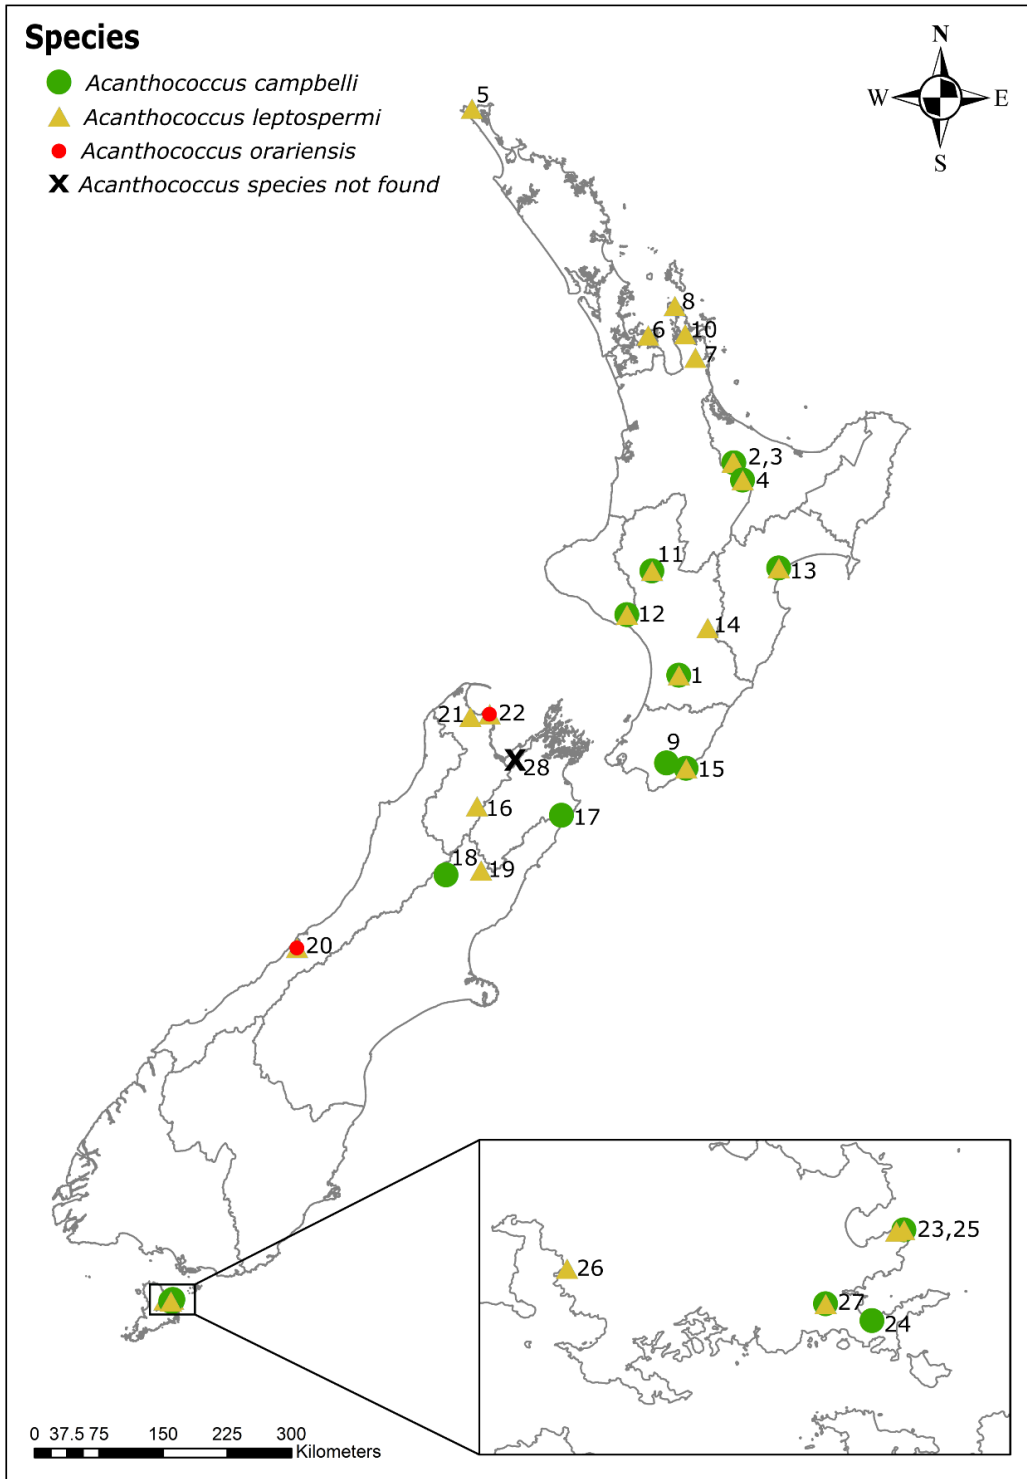 Species
Acanthococcus campbelli
Acanthococcus leptospermi
Acanthococcus orariensis
X Acanthococcus species not found
N
W E
S
5
8
6 10
7
2,3
4
11
13
12
14
1
21 22
9
28 15
16
17
18
19
20
23,25
26
27
24
0 37.5 75 150 225 300
Kilometers